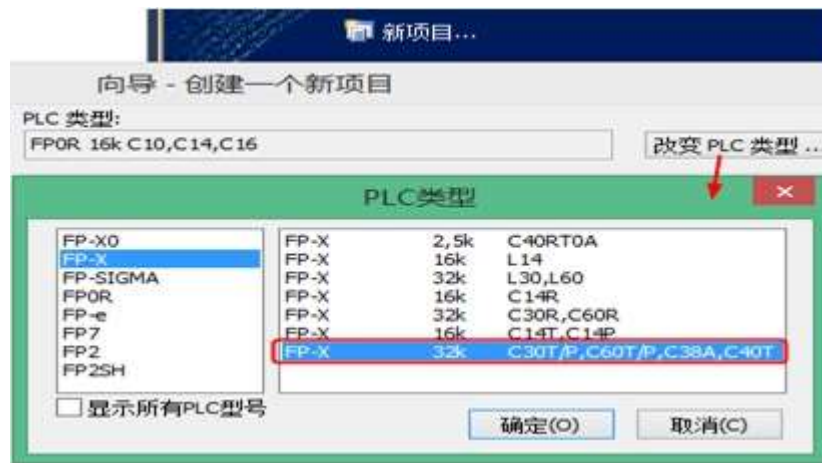 新项目...
向导 - 创建一个新项目
PLC 类型:
FP0R 16k C10,C14,C16
改变 PLC 类型 ...
PLC类型
FP-X0
FP-X
FP-SIGMA
FP0R
FP-e
FP7
FP2
FP2SH
FP-X 2,5k C40RT0A
FP-X 16k L14
FP-X 32k L30,L60
FP-X 16k C14R
FP-X 32k C30R,C60R
FP-X 16k C14T,C14P
FP-X 32k C30T/P,C60T/P,C38A,C40T
显示所有PLC型号
确定(O)
取消(C)